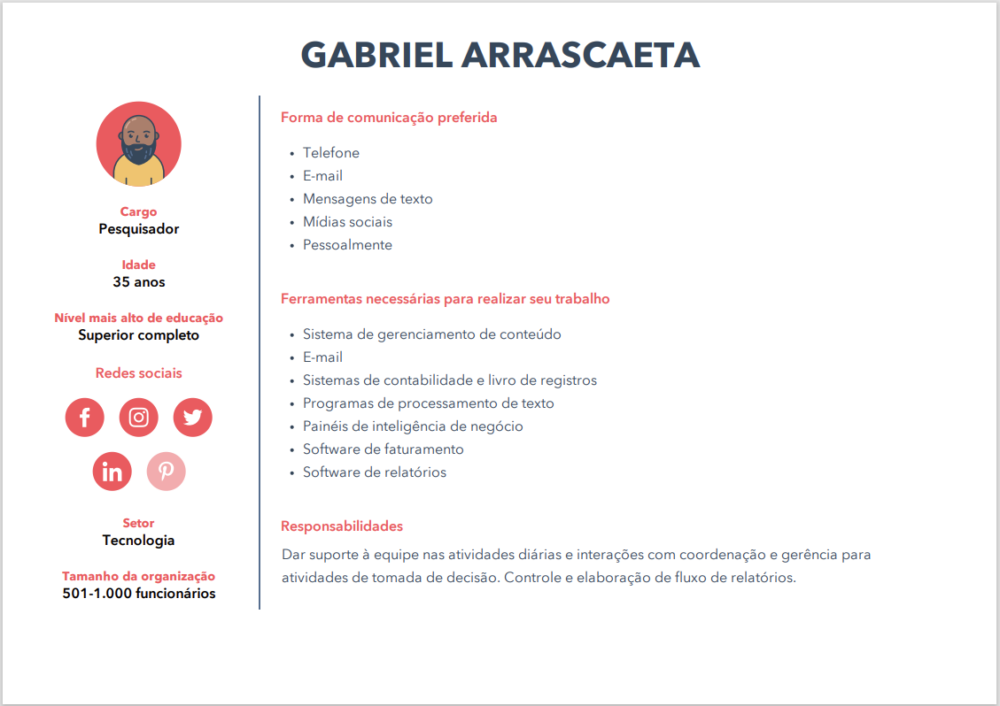 GABRIEL ARRASCAETA
Cargo
Pesquisador
Idade
35 anos
Nível mais alto de educação
Superior completo
Redes sociais
f
in
Setor
Tecnologia
Tamanho da organização
501-1.000 funcionários
Forma de comunicação preferida
• Telefone
• E-mail
• Mensagens de texto
• Mídias sociais
• Pessoalmente
Ferramentas necessárias para realizar seu trabalho
• Sistema de gerenciamento de conteúdo
• E-mail
• Sistemas de contabilidade e livro de registros
• Programas de processamento de texto
• Painéis de inteligência de negócio
• Software de faturamento
• Software de relatórios
Responsabilidades
Dar suporte à equipe nas atividades diárias e interações com coordenação e gerência para
atividades de tomada de decisão. Controle e elaboração de fluxo de relatórios.